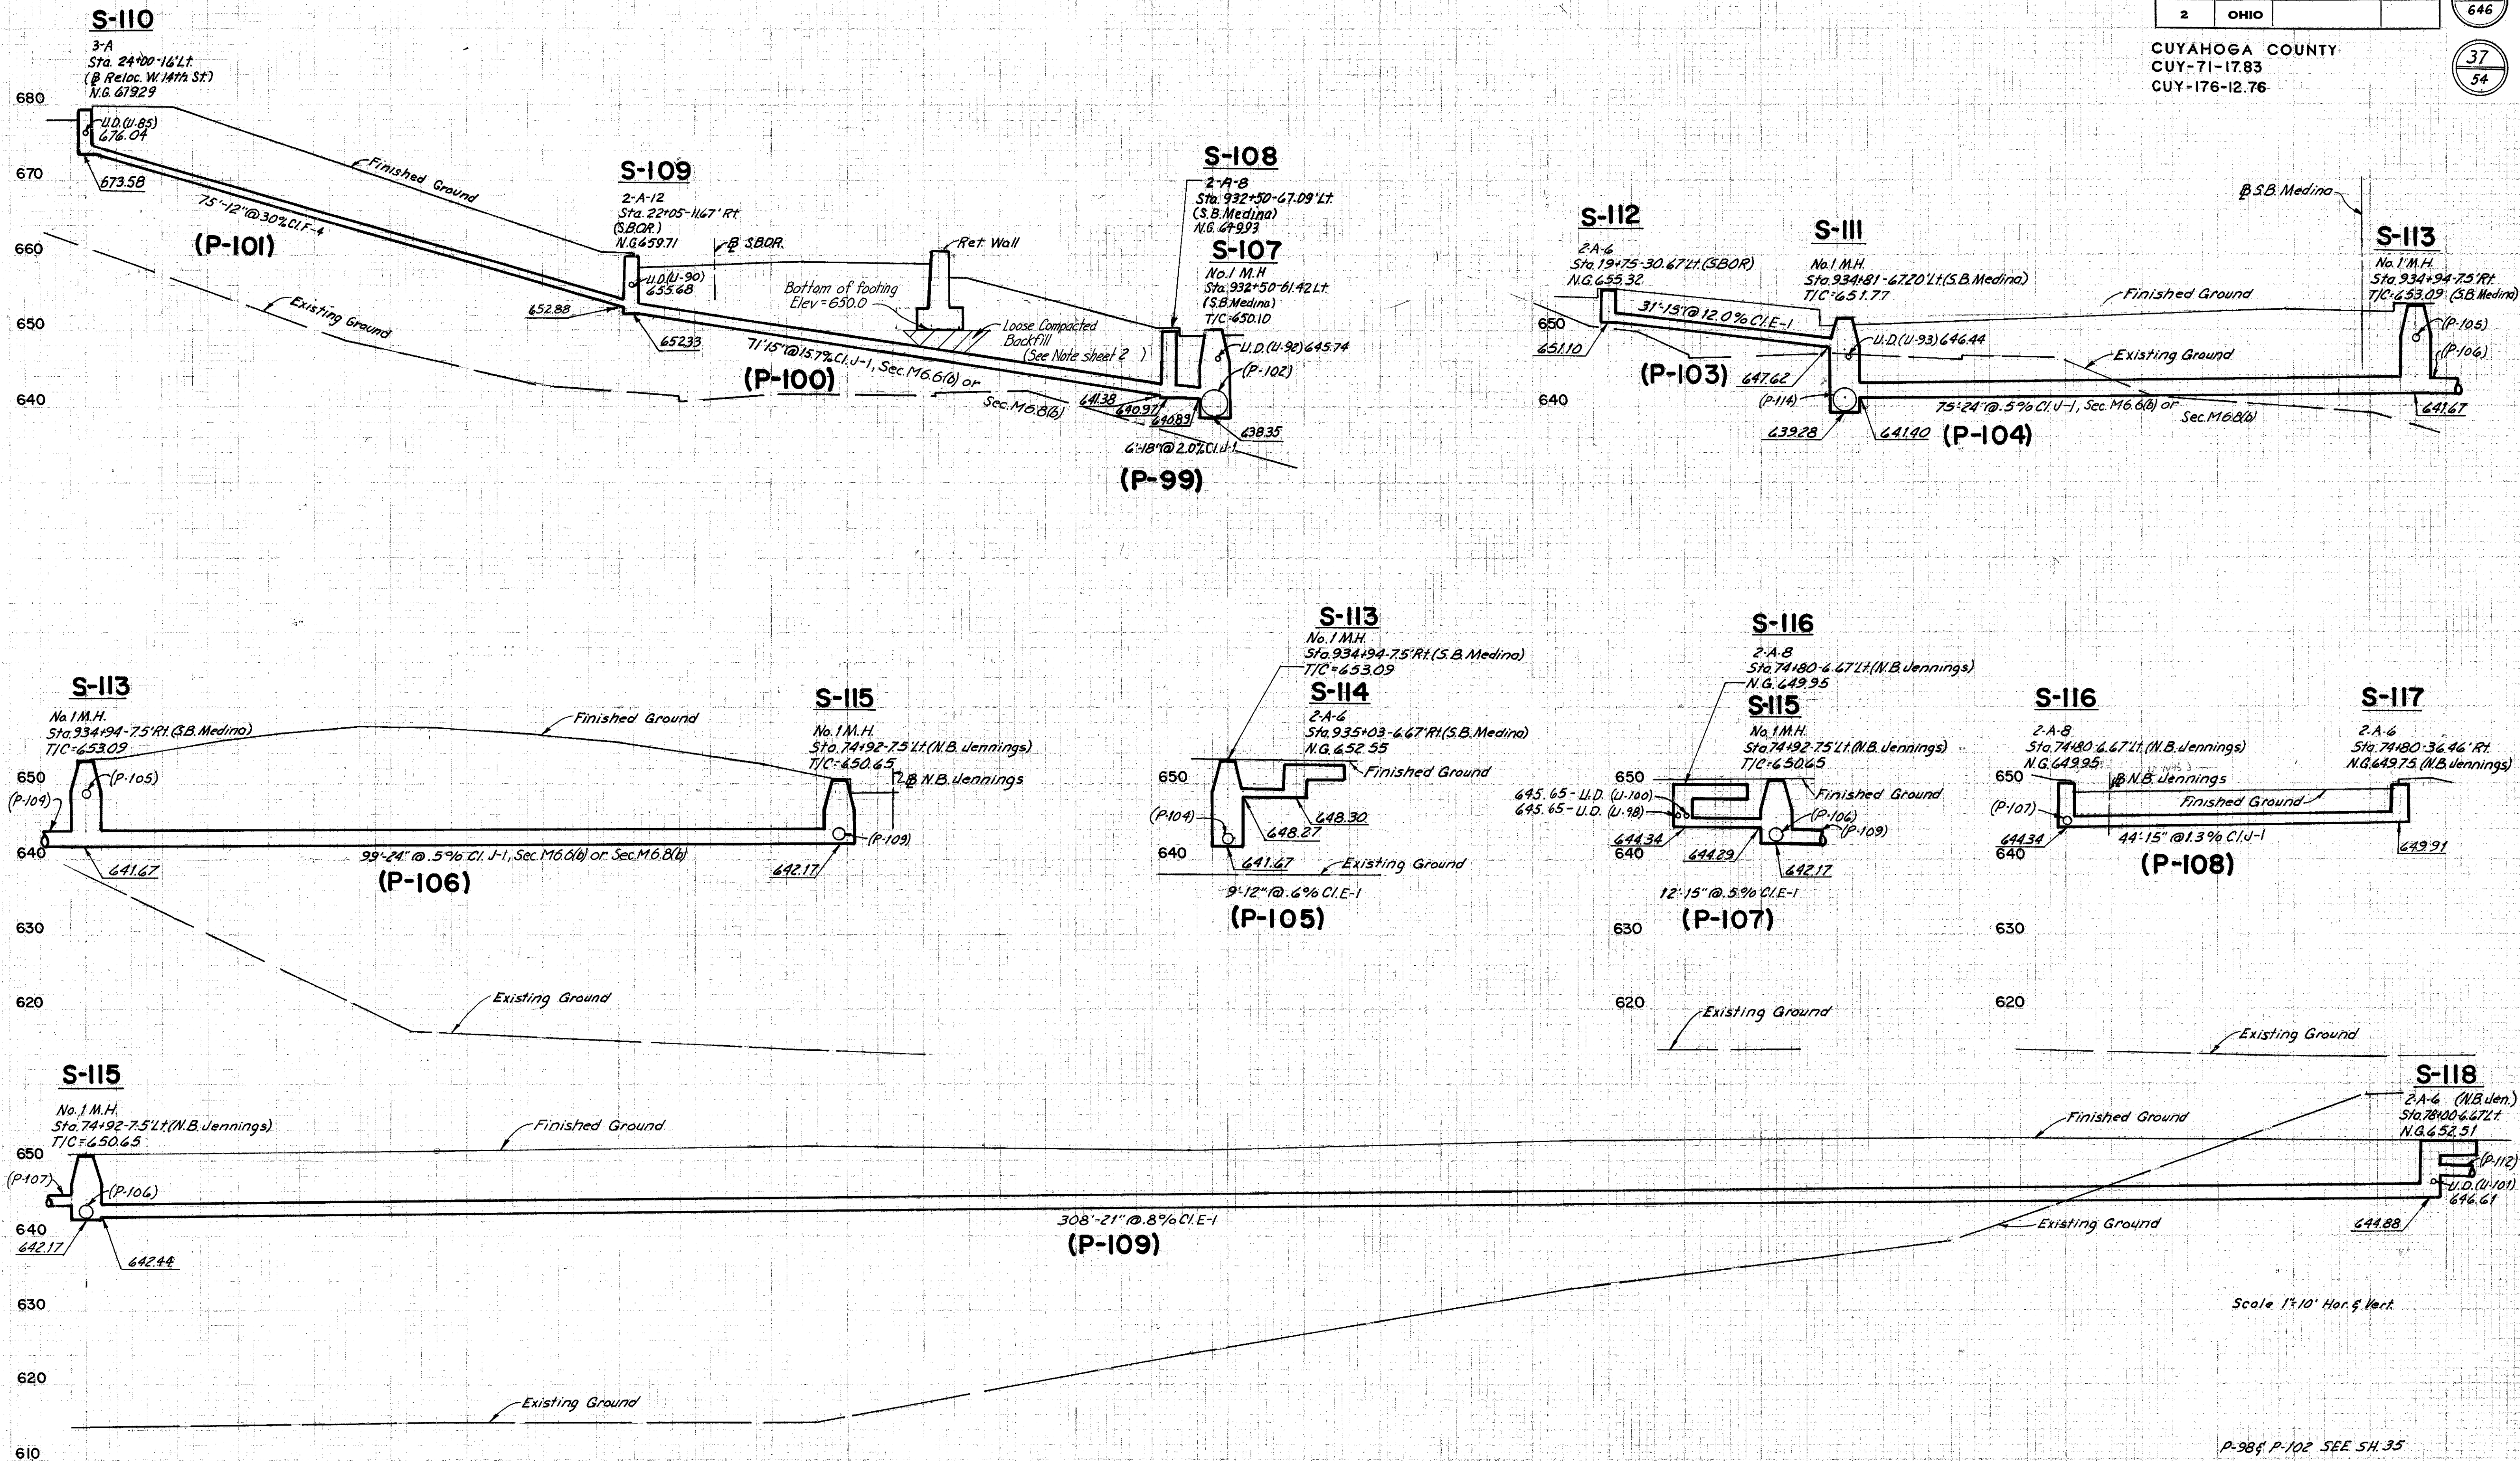 646
2 OHIO
CUYAHOGA COUNTY
CUY-71-17.83
CUY-176-12.76
37
54
S-110
3-A
Sta. 24+00-16'Lt.
(B Reloc. W. 14th St.)
N.G. 679.29
680
670
660
650
640
U.D.(U-85)
676.04
673.58
Finished Ground
75'-12"@30%Cl.F-4
(P-101)
Existing Ground
S-109
2-A-12
Sta. 22+05-11.67' Rt.
(S.B.O.R.)
N.G. 659.71
B S.B.O.R.
U.D.(U-90)
655.68
652.88
652.33
Bottom of footing
Elev = 650.0
Ret. Wall
Loose Compacted
Backfill
(See Note sheet 2 )
71'15"@15.7%Cl.J-1, Sec.M6.6(b) or
Sec.M6.8(b)
(P-100)
S-108
2-A-8
Sta. 932+50-67.09'Lt.
(S.B. Medina)
N.G. 649.93
S-107
No.1 M.H
Sta. 932+50-61.42 Lt.
(S.B. Medina)
T/C=650.10
U.D.(U-92)645.74
(P-102)
641.38
640.97
640.89
638.35
6'-18"@2.0%Cl.J-1
(P-99)
S-112
2-A-6
Sta. 19+75-30.67'Lt.(SBOR)
N.G. 655.32
650
640
651.10
31'-15"@12.0%Cl.E-1
(P-103)
S-111
No.1 M.H.
Sta. 934+81-67.20'Lt.(S.B. Medina)
T/C=651.77
U.D.(U-93)646.44
647.62
(P-114)
639.28
641.40
(P-104)
75'-24"@.5%Cl.J-1, Sec.M6.6(b) or
Sec.M6.8(b)
Finished Ground
Existing Ground
B S.B. Medina
S-113
No.1 M.H.
Sta. 934+94-7.5'Rt.
T/C=653.09 (S.B. Medina)
(P-105)
(P-106)
641.67
S-113
No.1 M.H.
Sta. 934+94-7.5'Rt.(S.B. Medina)
T/C=653.09
650
640
630
620
(P-105)
(P-104)
641.67
Finished Ground
99'-24"@.5% Cl.J-1, Sec.M6.6(b) or Sec.M6.8(b)
(P-106)
Existing Ground
S-115
No.1 M.H.
Sta. 74+92-7.5'Lt.(N.B. Jennings)
T/C=650.65
B N.B. Jennings
(P-109)
642.17
S-113
No.1 M.H.
Sta. 934+94-7.5'Rt.(S.B. Medina)
T/C=653.09
S-114
2-A-6
Sta. 935+03-6.67'Rt.(S.B. Medina)
N.G. 652.55
650
640
Finished Ground
(P-104)
648.30
648.27
641.67
Existing Ground
9'-12"@.6% Cl.E-1
(P-105)
S-116
2-A-8
Sta. 74+80-6.67'Lt.(N.B. Jennings)
N.G. 649.95
S-115
No.1 M.H.
Sta. 74+92-7.5'Lt.(N.B. Jennings)
T/C=650.65
650
640
630
620
645.65-U.D. (U-100)
645.65-U.D. (U-98)
Finished Ground
(P-106)
(P-109)
644.34
644.29
642.17
12'-15"@.5% Cl.E-1
(P-107)
Existing Ground
S-116
2-A-8
Sta. 74+80-6.67'Lt.(N.B. Jennings)
N.G. 649.95
650
640
630
620
B N.B. Jennings
Finished Ground
(P-107)
644.34
44'-15"@1.3% Cl.J-1
(P-108)
S-117
2-A-6
Sta. 74+80-36.46' Rt.
N.G. 649.75 (N.B. Jennings)
649.91
Existing Ground
S-115
No.1 M.H.
Sta. 74+92-7.5'Lt.(N.B. Jennings)
T/C=650.65
650
640
630
620
610
(P-107)
(P-106)
642.17
642.44
Finished Ground
308'-21"@.8%Cl.E-1
(P-109)
Existing Ground
Finished Ground
Existing Ground
S-118
2-A-6 (N.B. Jen.)
Sta. 78+00-6.67Lt
N.G. 652.51
(P-112)
U.D.(U-101)
646.61
644.88
Scale 1"=10' Hor. & Vert.
P-98 & P-102 SEE SH. 35